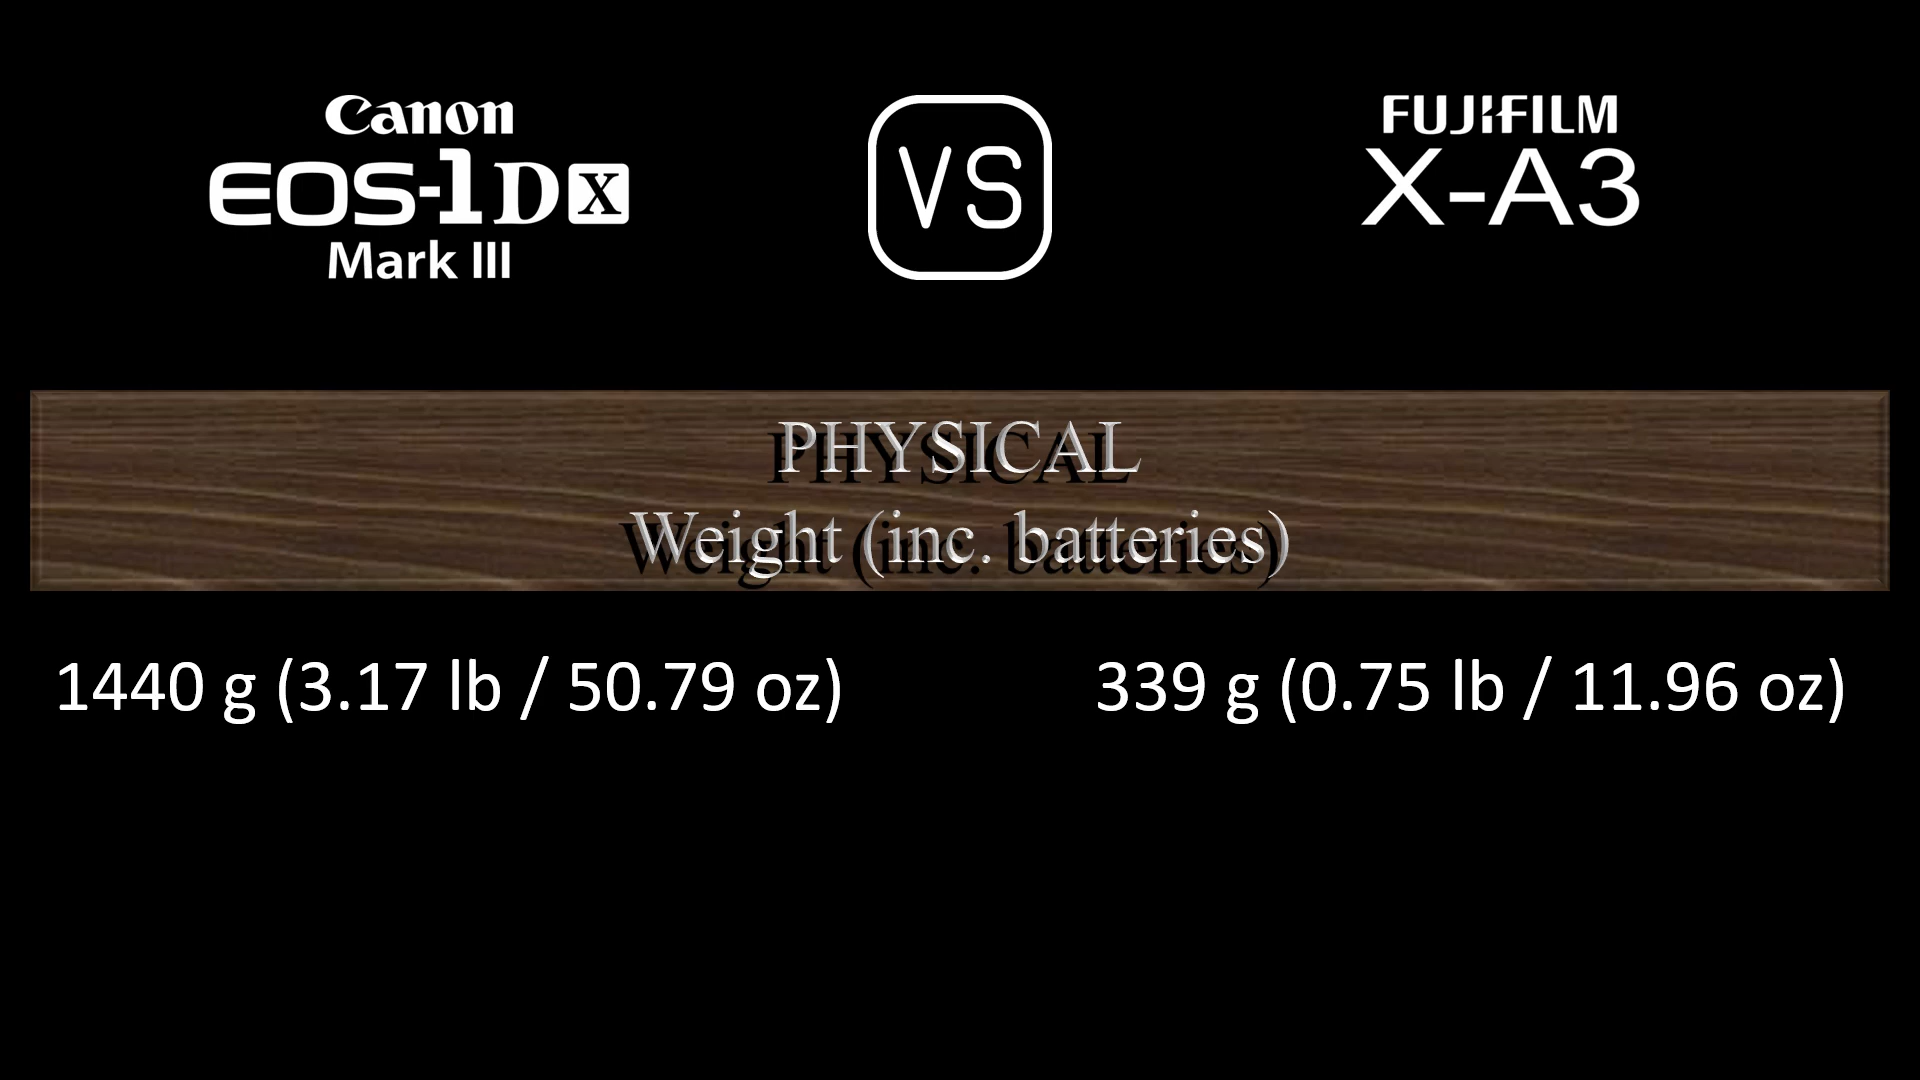 Canon
EOS-1D X
Mark III
VS
FUJIFILM
X-A3
PHYSICAL
Weight (inc. batteries)
1440 g (3.17 lb / 50.79 oz)
339 g (0.75 lb / 11.96 oz)